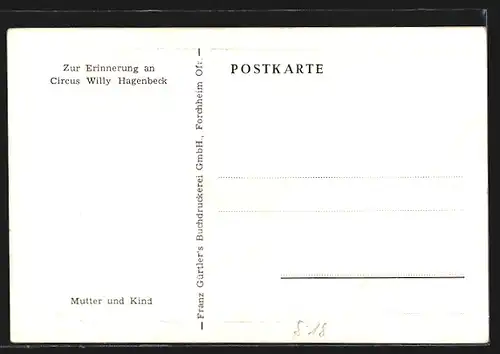 Zur Erinnerung an
Circus Willy Hagenbeck
Mutter und Kind
— Franz Gürtler's Buchdruckerei GmbH., Forchheim Ofr. —
POSTKARTE